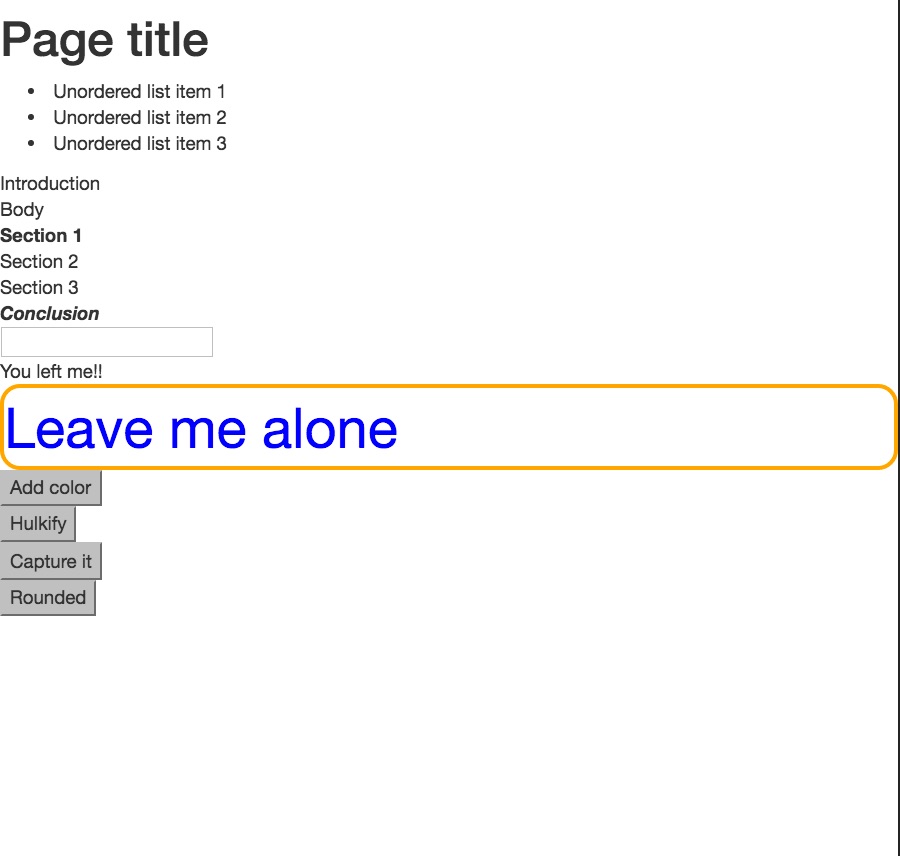 Page title
Unordered list item 1
Unordered list item 2
Unordered list item 3
Introduction
Body
Section 1
Section 2
Section 3
Conclusion
You left me!!
Leave me alone
Add color
Hulkify
Capture it
Rounded